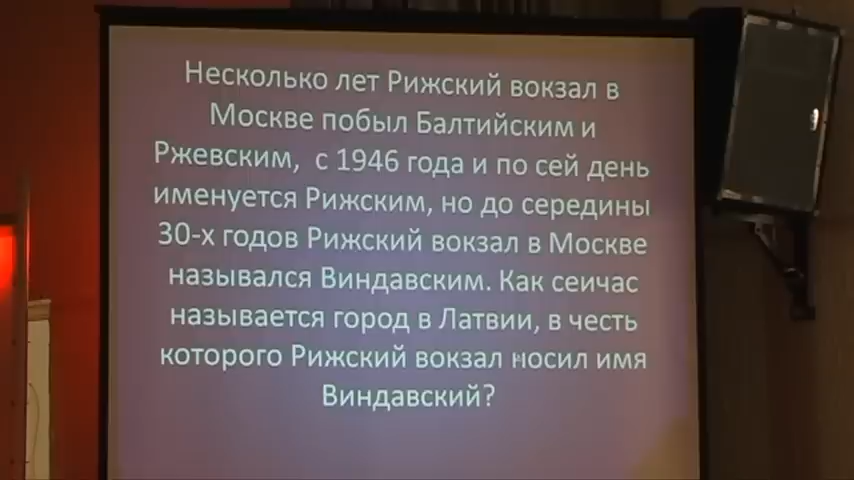 Несколько лет Рижский вокзал в
Москве побыл Балтийским и
Ржевским, с 1946 года и по сей день
именуется Рижским, но до середины
30-х годов Рижский вокзал в Москве
назывался Виндавским. Как сеичас
называется город в Латвии, в честь
которого Рижский вокзал носил имя
Виндавский?